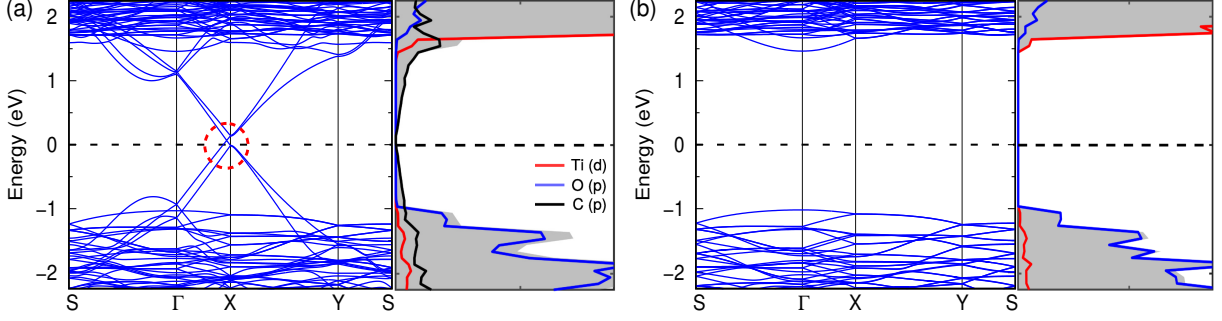 (a)
(b)
Energy (eV)
2
1
0
−1
−2
S Γ X Y S
Ti (d)
O (p)
C (p)
Energy (eV)
2
1
0
−1
−2
S Γ X Y S